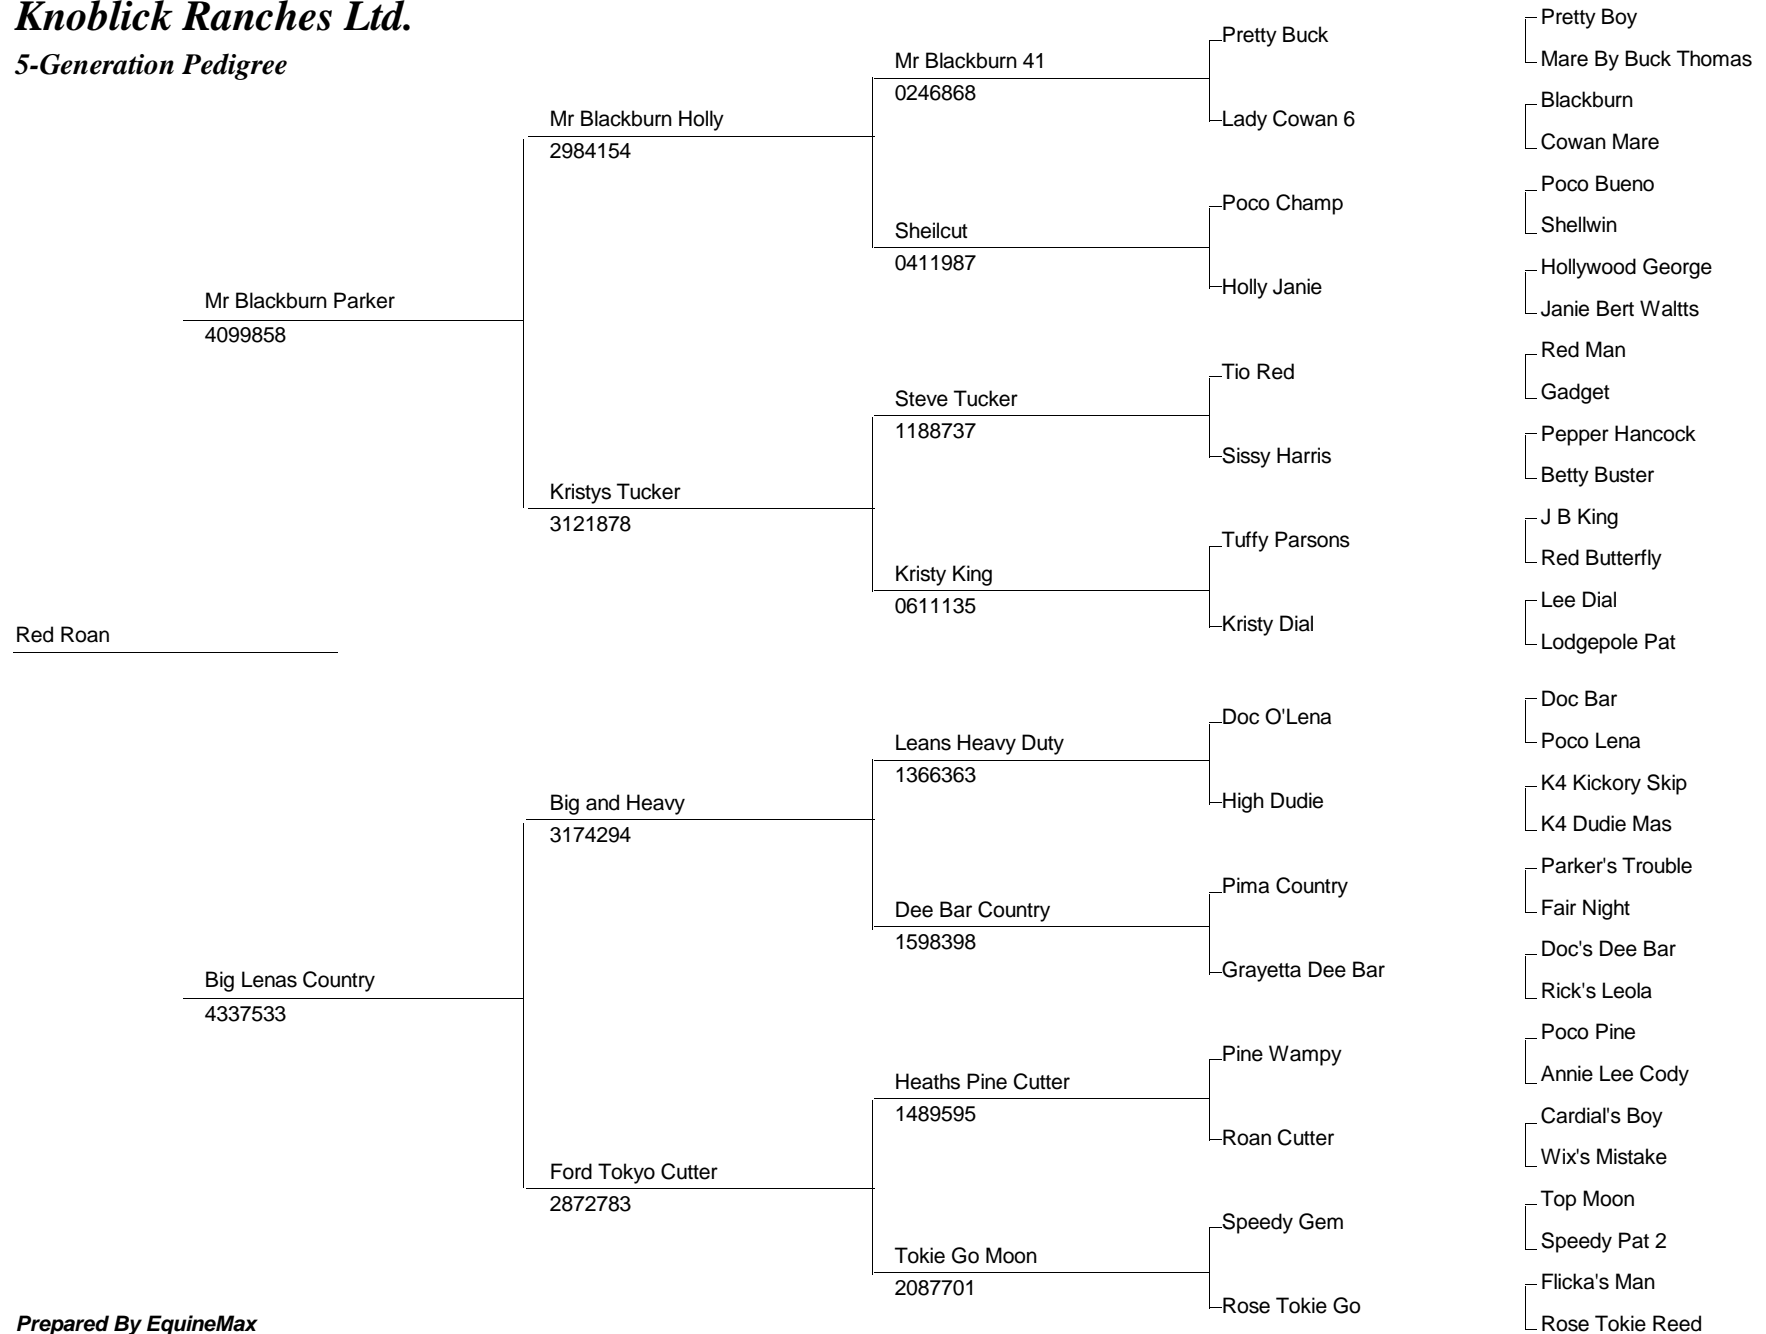 Knoblick Ranches Ltd.
5-Generation Pedigree
Red Roan
Mr Blackburn Parker
4099858
Big Lenas Country
4337533
Mr Blackburn Holly
2984154
Kristys Tucker
3121878
Big and Heavy
3174294
Ford Tokyo Cutter
2872783
Mr Blackburn 41
0246868
Sheilcut
0411987
Steve Tucker
1188737
Kristy King
0611135
Leans Heavy Duty
1366363
Dee Bar Country
1598398
Heaths Pine Cutter
1489595
Tokie Go Moon
2087701
Pretty Buck
Lady Cowan 6
Poco Champ
Holly Janie
Tio Red
Sissy Harris
Tuffy Parsons
Kristy Dial
Doc O'Lena
High Dudie
Pima Country
Grayetta Dee Bar
Pine Wampy
Roan Cutter
Speedy Gem
Rose Tokie Go
Pretty Boy
Mare By Buck Thomas
Blackburn
Cowan Mare
Poco Bueno
Shellwin
Hollywood George
Janie Bert Waltts
Red Man
Gadget
Pepper Hancock
Betty Buster
J B King
Red Butterfly
Lee Dial
Lodgepole Pat
Doc Bar
Poco Lena
K4 Kickory Skip
K4 Dudie Mas
Parker's Trouble
Fair Night
Doc's Dee Bar
Rick's Leola
Poco Pine
Annie Lee Cody
Cardial's Boy
Wix's Mistake
Top Moon
Speedy Pat 2
Flicka's Man
Rose Tokie Reed
Prepared By EquineMax